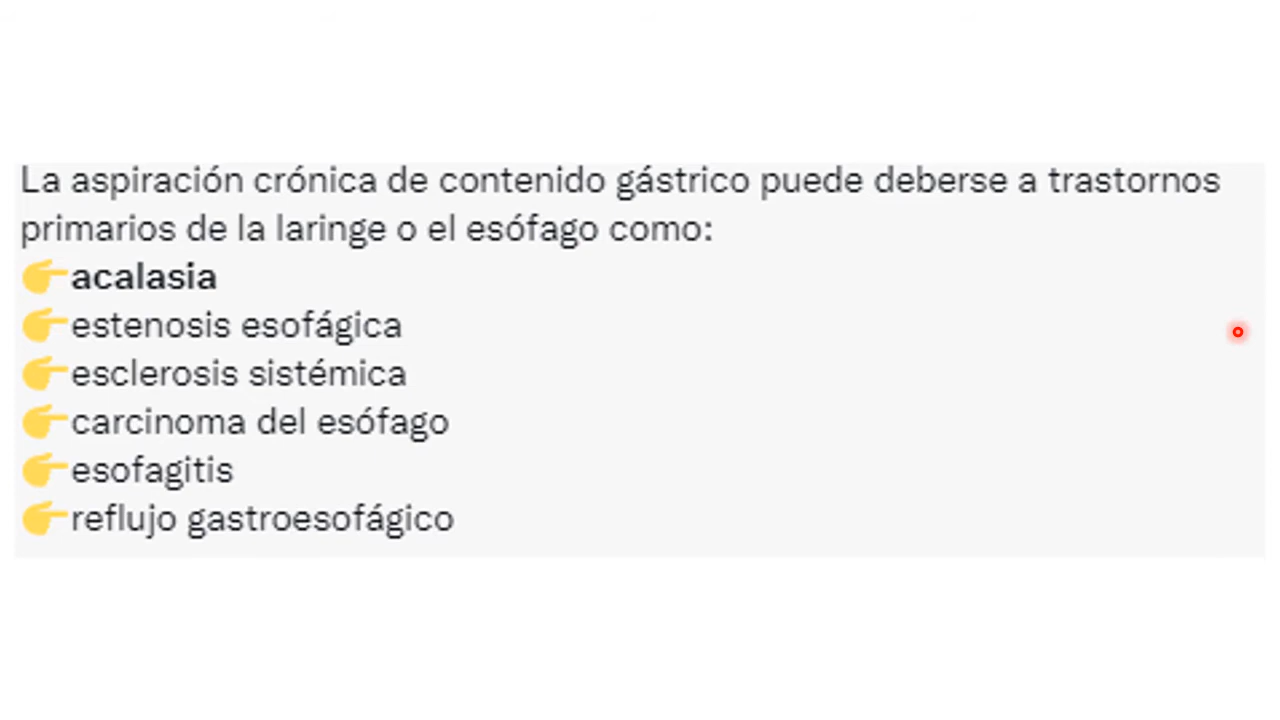 La aspiración crónica de contenido gástrico puede deberse a trastornos
primarios de la laringe o el esófago como:
👉acalasia
👉estenosis esofágica
👉esclerosis sistémica
👉carcinoma del esófago
👉esofagitis
👉reflujo gastroesofágico